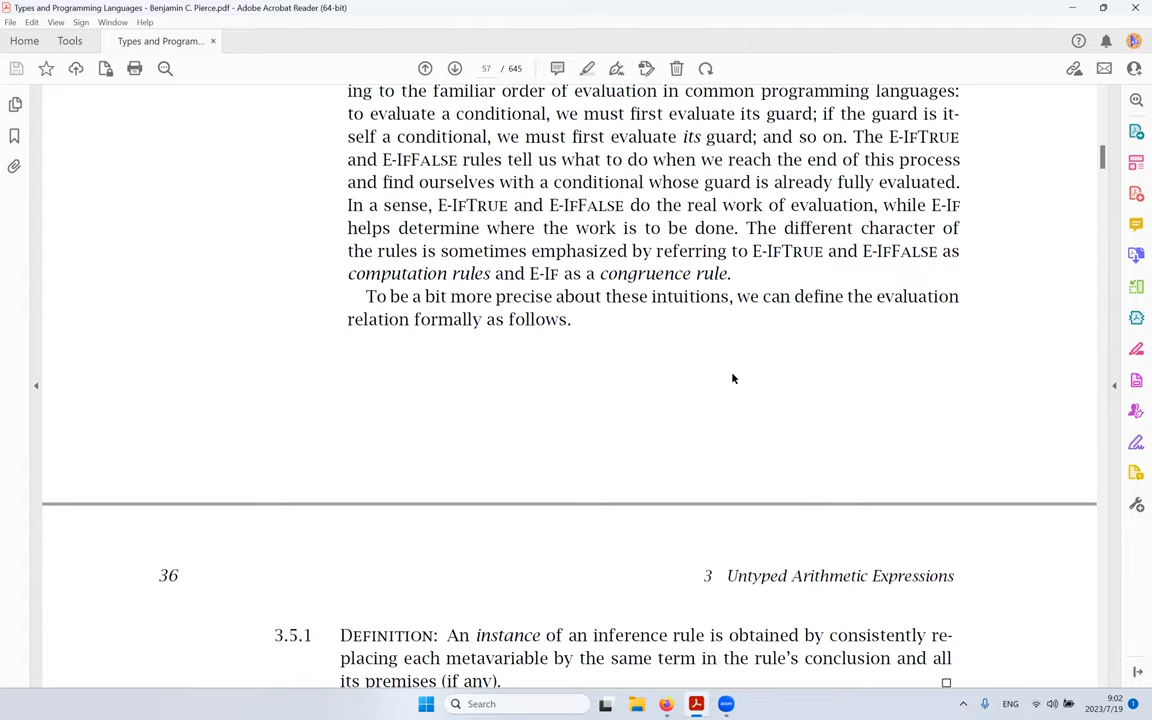 Types and Programming Languages - Benjamin C. Pierce.pdf - Adobe Acrobat Reader (64-bit)
File Edit View Sign Window Help
Home Tools Types and Program... ×
57 / 645
ing to the familiar order of evaluation in common programming languages:
to evaluate a conditional, we must first evaluate its guard; if the guard is it-
self a conditional, we must first evaluate its guard; and so on. The E-IFTRUE
and E-IFFALSE rules tell us what to do when we reach the end of this process
and find ourselves with a conditional whose guard is already fully evaluated.
In a sense, E-IFTRUE and E-IFFALSE do the real work of evaluation, while E-IF
helps determine where the work is to be done. The different character of
the rules is sometimes emphasized by referring to E-IFTRUE and E-IFFALSE as
computation rules and E-IF as a congruence rule.
To be a bit more precise about these intuitions, we can define the evaluation
relation formally as follows.
36 3 Untyped Arithmetic Expressions
3.5.1 DEFINITION: An instance of an inference rule is obtained by consistently re-
placing each metavariable by the same term in the rule's conclusion and all
its premises (if any). □
Search
zoom
ENG
9:02
2023/7/19
1